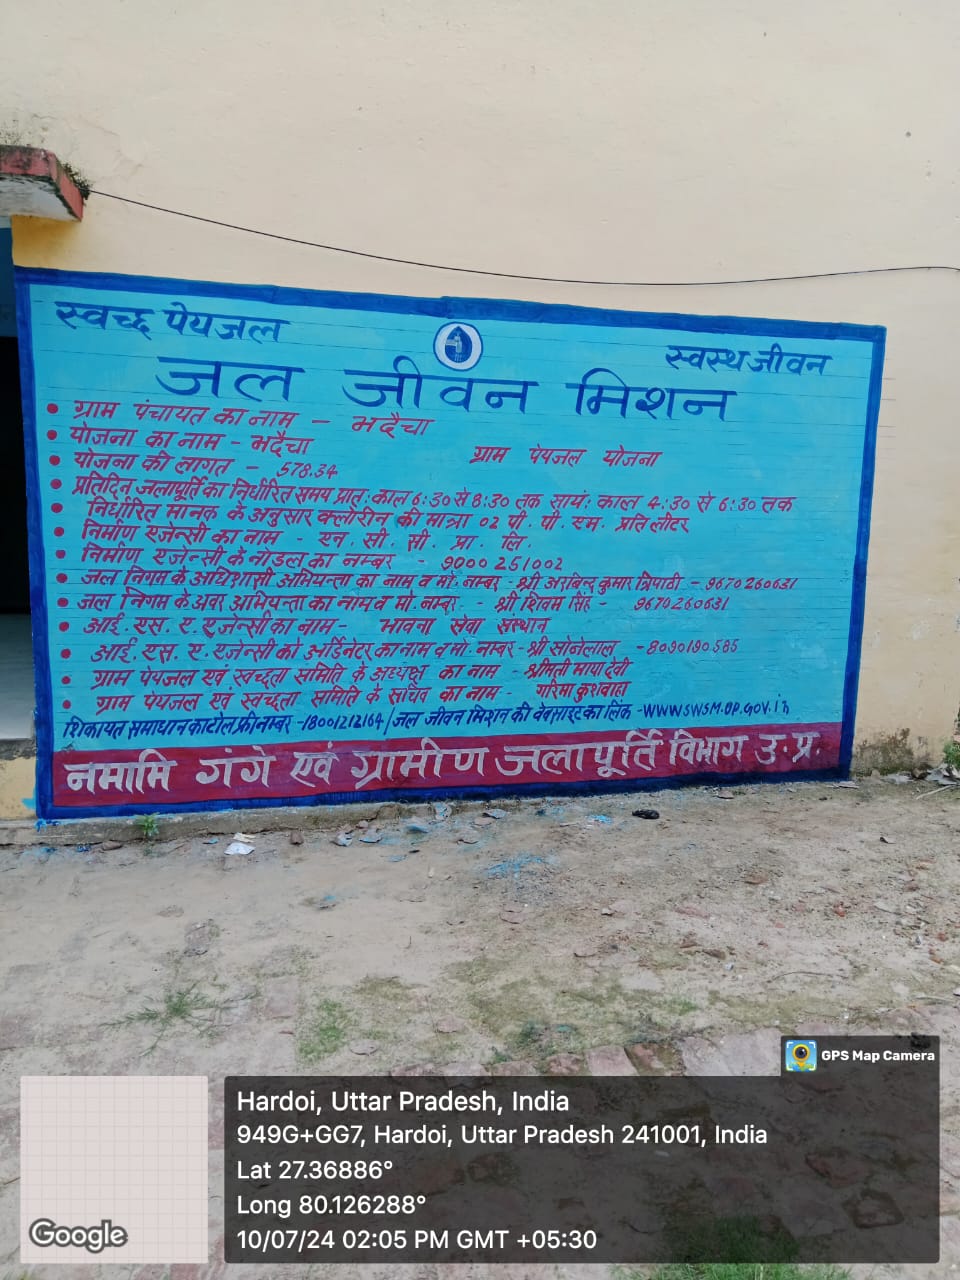 स्वच्छ पेयजल
स्वस्थ जीवन
जल जीवन मिशन
• ग्राम पंचायत का नाम – भदैचा
• योजना का नाम - भदैचा ग्राम पेयजल योजना
• योजना की लागत - 578.34
• प्रतिदिन जलापूर्ति का निर्धारित समय प्रातः काल 6:30 से 8:30 तक सायं: काल 4:30 से 6:30 तक
• निर्धारित मानक के अनुसार क्लोरीन की मात्रा 02 पी. पी. एम. प्रति लीटर
• निर्माण एजेन्सी का नाम - एन. सी. सी. प्रा. लि.
• निर्माण एजेन्सी के नोडल का नम्बर - 9000251002
• जल निगम के अधिशासी अभियन्ता का नाम व मो. नम्बर - श्री अरबिन्द कुमार त्रिपाठी - 9670260631
• जल निगम के अवर अभियन्ता का नाम व मो. नम्बर. - श्री शिवम सिंह - 9670260631
• आई. एस. ए. एजेन्सी का नाम - भावना सेवा संस्थान
• आई. एस. ए. एजेन्सी को आर्डिनेटर का नाम व मो. नम्बर - श्री सोनेलाल - 8090190585
• ग्राम पेयजल एवं स्वच्छता समिति के अध्यक्ष का नाम - श्रीमती माया देवी
• ग्राम पेयजल एवं स्वच्छता समिति के सचिव का नाम - गरिमा कुशवाहा
शिकायत समाधान का टोल फ्री नम्बर - 18001212164 / जल जीवन मिशन की वेबसाईट का लिंक - WWW.SWSM.UP.GOV.in
नमामि गंगे एवं ग्रामीण जलापूर्ति विभाग उ.प्र.
GPS Map Camera
Hardoi, Uttar Pradesh, India
949G+GG7, Hardoi, Uttar Pradesh 241001, India
Lat 27.36886°
Long 80.126288°
10/07/24 02:05 PM GMT +05:30
Google